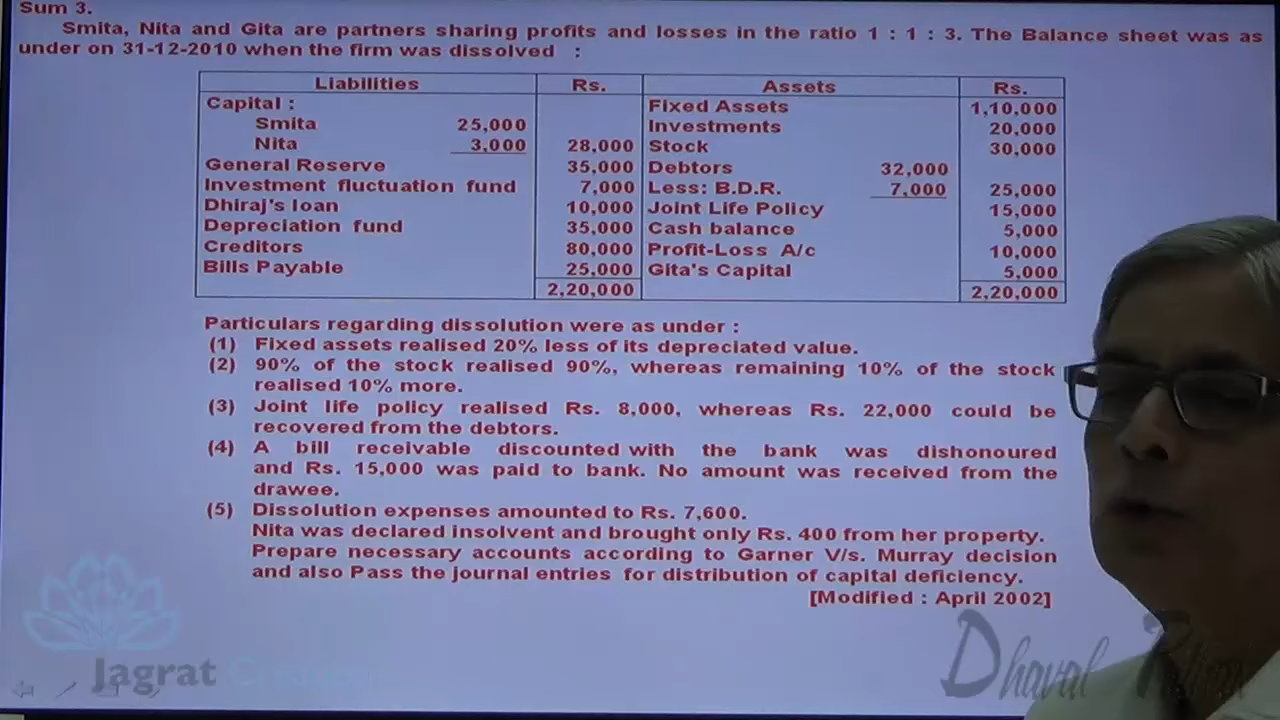 Sum 3.
Smita, Nita and Gita are partners sharing profits and losses in the ratio 1 : 1 : 3. The Balance sheet was as
under on 31-12-2010 when the firm was dissolved :
Liabilities Rs. Assets Rs.
Capital : Fixed Assets 1,10,000
Smita 25,000 Investments 20,000
Nita 3,000 28,000 Stock 30,000
General Reserve 35,000 Debtors 32,000
Investment fluctuation fund 7,000 Less: B.D.R. 7,000 25,000
Dhiraj's loan 10,000 Joint Life Policy 15,000
Depreciation fund 35,000 Cash balance 5,000
Creditors 80,000 Profit-Loss A/c 10,000
Bills Payable 25,000 Gita's Capital 5,000
2,20,000 2,20,000
Particulars regarding dissolution were as under :
(1) Fixed assets realised 20% less of its depreciated value.
(2) 90% of the stock realised 90%, whereas remaining 10% of the stock
realised 10% more.
(3) Joint life policy realised Rs. 8,000, whereas Rs. 22,000 could be
recovered from the debtors.
(4) A bill receivable discounted with the bank was dishonoured
and Rs. 15,000 was paid to bank. No amount was received from the
drawee.
(5) Dissolution expenses amounted to Rs. 7,600.
Nita was declared insolvent and brought only Rs. 400 from her property.
Prepare necessary accounts according to Garner V/s. Murray decision
and also Pass the journal entries for distribution of capital deficiency.
[Modified : April 2002]
Jagrat
Dhaval